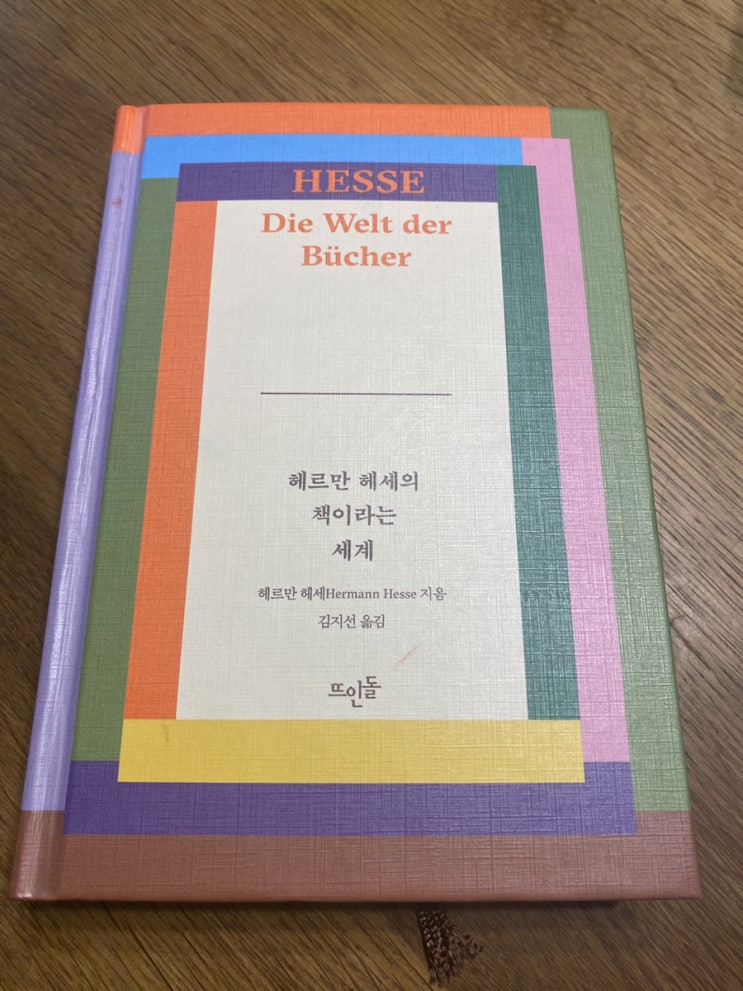 HESSE
Die Welt der
Bücher
헤르만 헤세의
책이라는
세계
헤르만 헤세Hermann Hesse 지음
김지선 옮김
뜨인돌